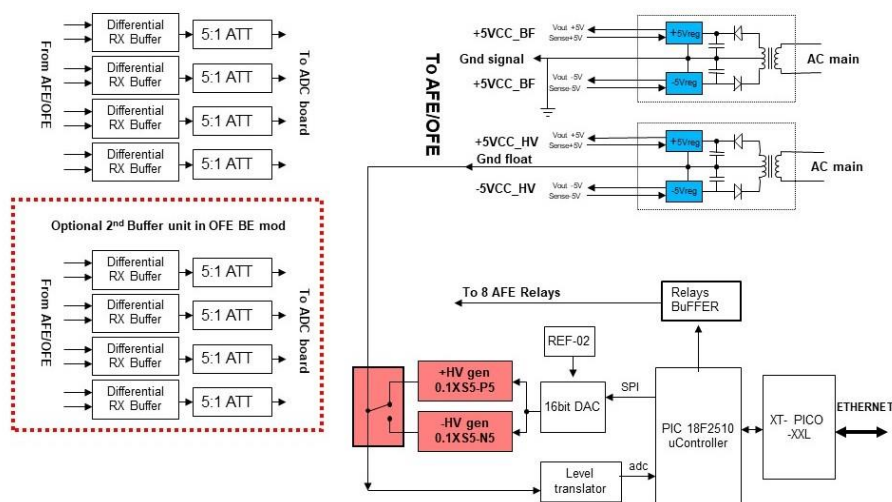 Differential
RX Buffer
5:1 ATT
Differential
RX Buffer
5:1 ATT
Differential
RX Buffer
5:1 ATT
Differential
RX Buffer
5:1 ATT
From AFE/OFE
To ADC board
Optional 2nd Buffer unit in OFE BE mod
Differential
RX Buffer
5:1 ATT
Differential
RX Buffer
5:1 ATT
Differential
RX Buffer
5:1 ATT
Differential
RX Buffer
5:1 ATT
From AFE/OFE
To ADC board
To AFE/OFE
+5VCC_BF
Vout +5V
Sense+5V
+5Vreg
Gnd signal
AC main
+5VCC_BF
Vout -5V
Sense-5V
-5Vreg
+5VCC_HV
Vout +5V
Sense+5V
+5Vreg
Gnd float
AC main
-5VCC_HV
Vout -5V
Sense-5V
-5Vreg
To 8 AFE Relays
Relays
BuFFER
REF-02
+HV gen
0.1XS5-P5
-HV gen
0.1XS5-N5
16bit DAC
SPI
PIC 18F2510
uController
XT- PICO
-XXL
ETHERNET
Level
translator
adc